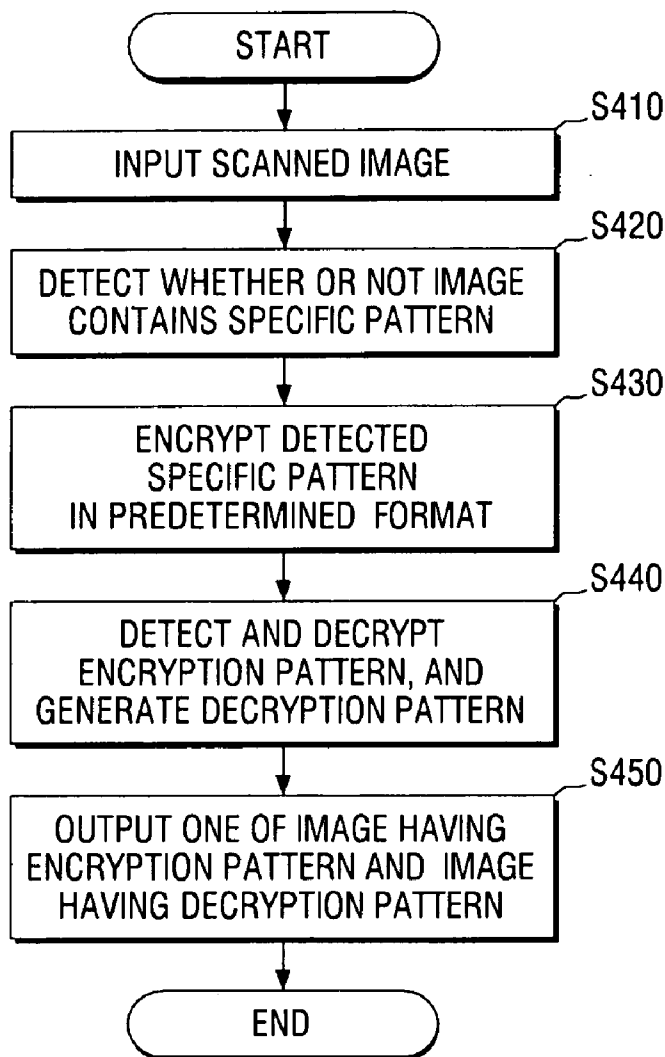 START
S410
INPUT SCANNED IMAGE
S420
DETECT WHETHER OR NOT IMAGE
CONTAINS SPECIFIC PATTERN
S430
ENCRYPT DETECTED
SPECIFIC PATTERN
IN PREDETERMINED FORMAT
S440
DETECT AND DECRYPT
ENCRYPTION PATTERN, AND
GENERATE DECRYPTION PATTERN
S450
OUTPUT ONE OF IMAGE HAVING
ENCRYPTION PATTERN AND IMAGE
HAVING DECRYPTION PATTERN
END